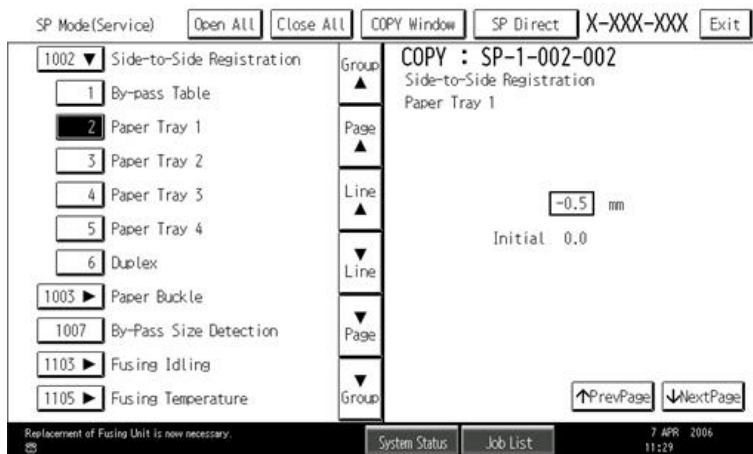 SP Mode(Service) Open All Close All COPY Window SP Direct X-XXX-XXX Exit
1002 ▼ Side-to-Side Registration
1 By-pass Table
2 Paper Tray 1
3 Paper Tray 2
4 Paper Tray 3
5 Paper Tray 4
6 Duplex
1003 ► Paper Buckle
1007 By-Pass Size Detection
1103 ► Fusing Idling
1105 ► Fusing Temperature
Group
▲
Page
▲
Line
▲
▼
Line
▼
Page
▼
Group
COPY : SP-1-002-002
Side-to-Side Registration
Paper Tray 1
-0.5 mm
Initial 0.0
↑PrevPage ↓NextPage
Replacement of Fusing Unit is now necessary.
System Status Job List
7 APR 2006
11:29